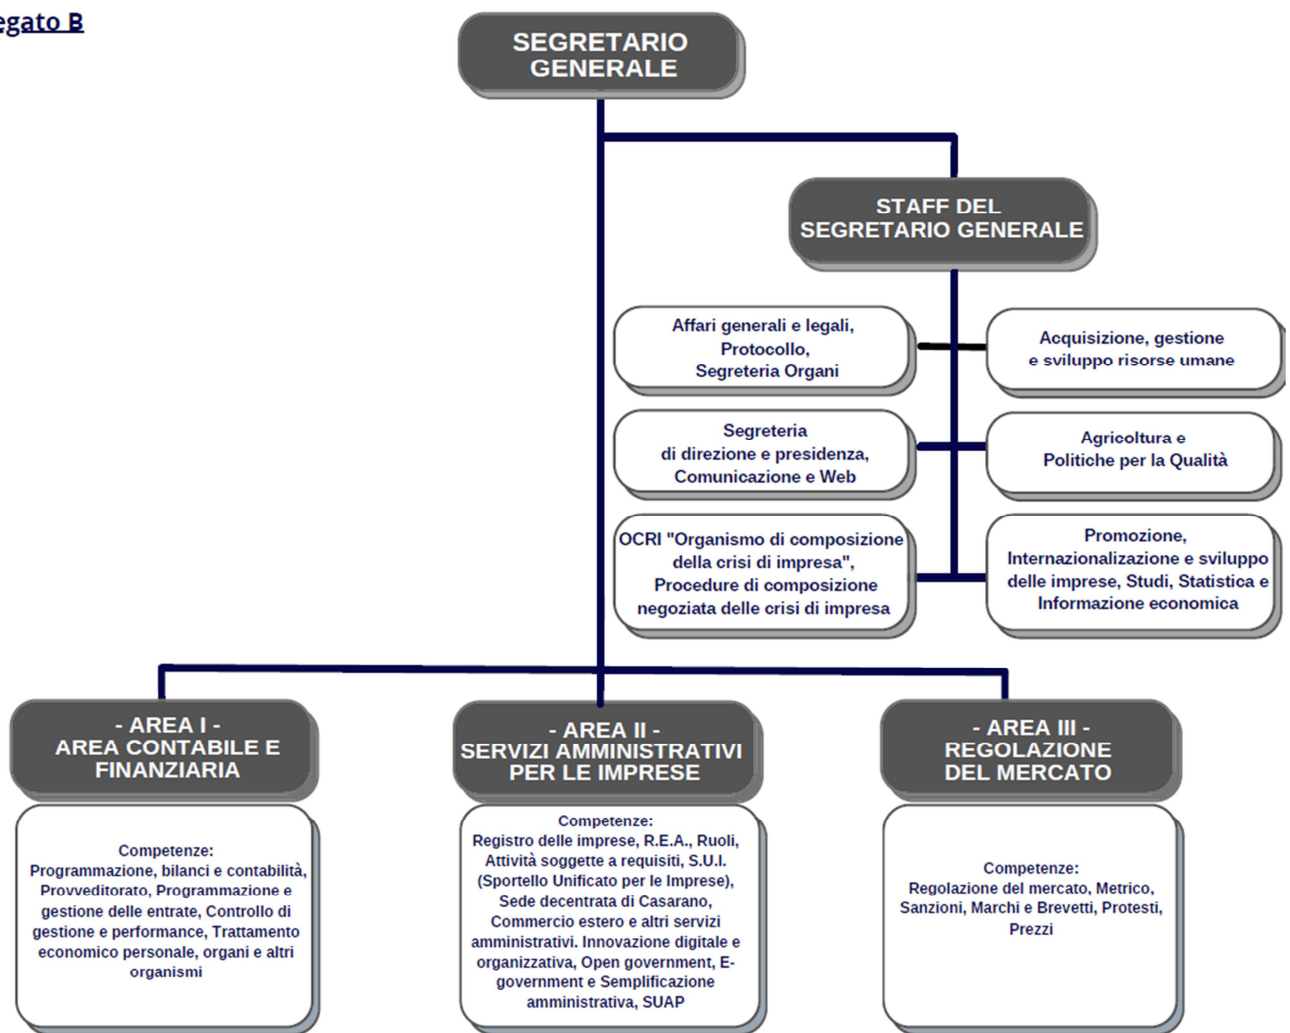 egato B
SEGRETARIO
GENERALE
STAFF DEL
SEGRETARIO GENERALE
Affari generali e legali,
Protocollo,
Segreteria Organi
Acquisizione, gestione
e sviluppo risorse umane
Segreteria
di direzione e presidenza,
Comunicazione e Web
Agricoltura e
Politiche per la Qualità
OCRI "Organismo di composizione
della crisi di impresa",
Procedure di composizione
negoziata delle crisi di impresa
Promozione,
Internazionalizazione e sviluppo
delle imprese, Studi, Statistica e
Informazione economica
- AREA I -
AREA CONTABILE E
FINANZIARIA
Competenze:
Programmazione, bilanci e contabilità,
Provveditorato, Programmazione e
gestione delle entrate, Controllo di
gestione e performance, Trattamento
economico personale, organi e altri
organismi
- AREA II -
SERVIZI AMMINISTRATIVI
PER LE IMPRESE
Competenze:
Registro delle imprese, R.E.A., Ruoli,
Attività soggette a requisiti, S.U.I.
(Sportello Unificato per le Imprese),
Sede decentrata di Casarano,
Commercio estero e altri servizi
amministrativi. Innovazione digitale e
organizzativa, Open government, E-
government e Semplificazione
amministrativa, SUAP
- AREA III -
REGOLAZIONE
DEL MERCATO
Competenze:
Regolazione del mercato, Metrico,
Sanzioni, Marchi e Brevetti, Protesti,
Prezzi